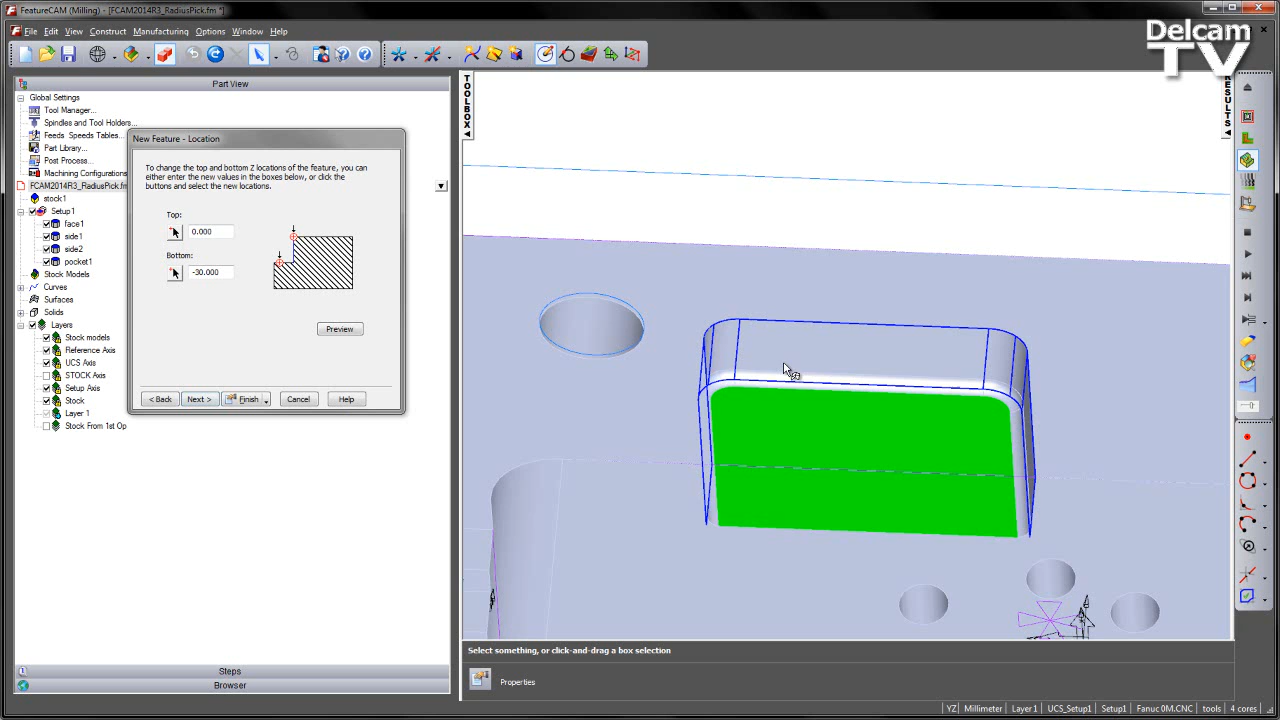 FeatureCAM (Milling) - [FCAM2014R3_RadiusPick.fm *]
File Edit View Construct Manufacturing Options Window Help
Delcam
TV
Part View
TOOLBOX
RESULTS
Global Settings
Tool Manager...
Spindles and Tool Holders...
Feeds Speeds Tables...
Part Library...
Post Process...
Machining Configurations
FCAM2014R3_RadiusPick.fm
stock1
Setup1
face1
side1
side2
pocket1
Stock Models
Curves
Surfaces
Solids
Layers
Stock models
Reference Axis
UCS Axis
STOCK Axis
Setup Axis
Stock
Layer 1
Stock From 1st Op
New Feature - Location
To change the top and bottom Z locations of the feature, you can
either enter the new values in the boxes below, or click the
buttons and select the new locations.
Top:
0.000
Bottom:
-30.000
Preview
< Back Next > Finish Cancel Help
Select something, or click-and-drag a box selection
Properties
Steps
Browser
YZ Millimeter Layer 1 UCS_Setup1 Setup1 Fanuc 0M.CNC tools 4 cores